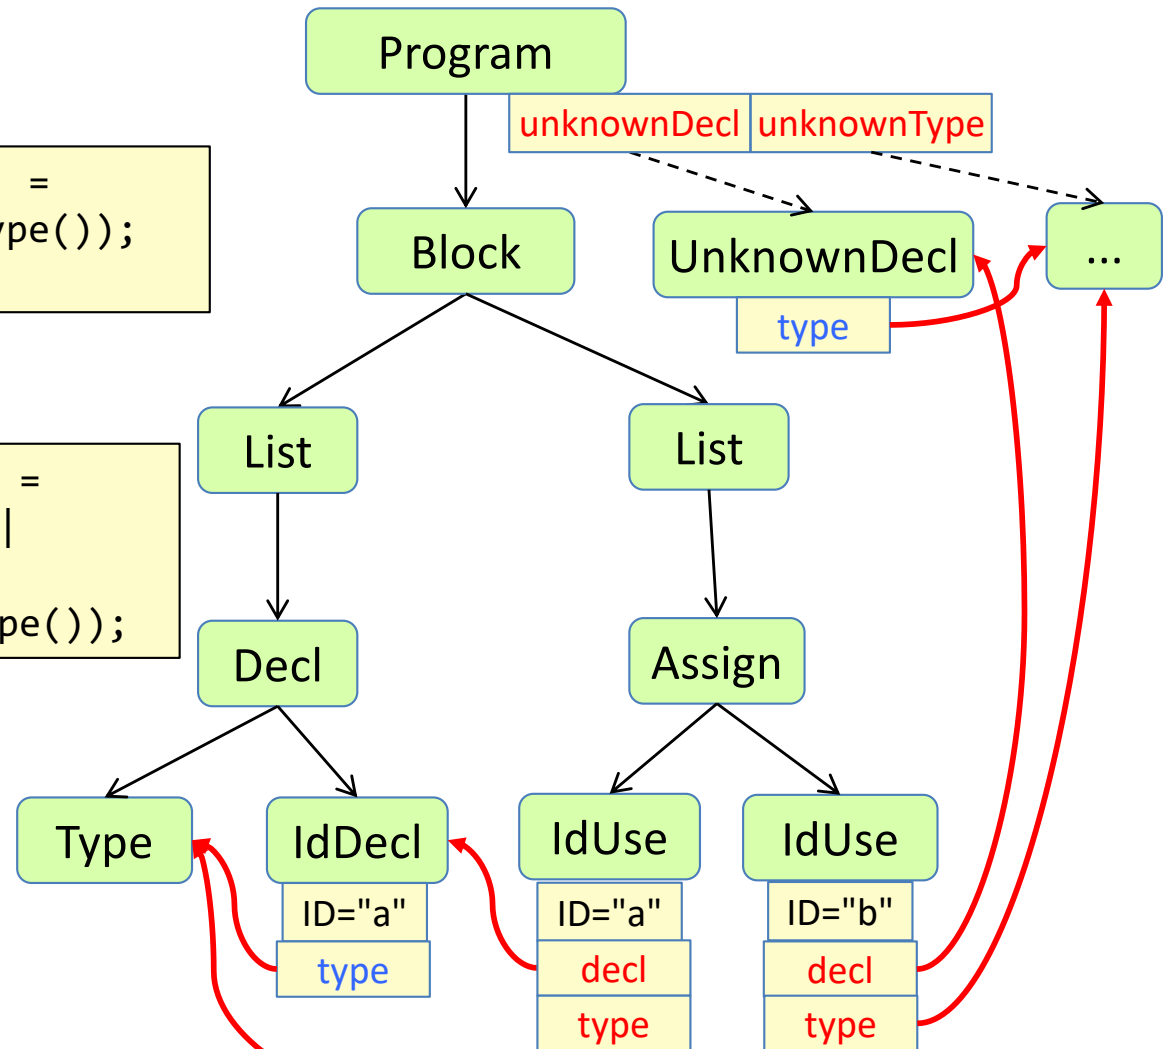 Program
unknownDecl unknownType
=
ype());
Block
UnknownDecl
...
type
List
List
=
|
pe());
Decl
Assign
Type
IdDecl
IdUse
IdUse
ID="a"
ID="a"
ID="b"
type
decl
decl
type
type